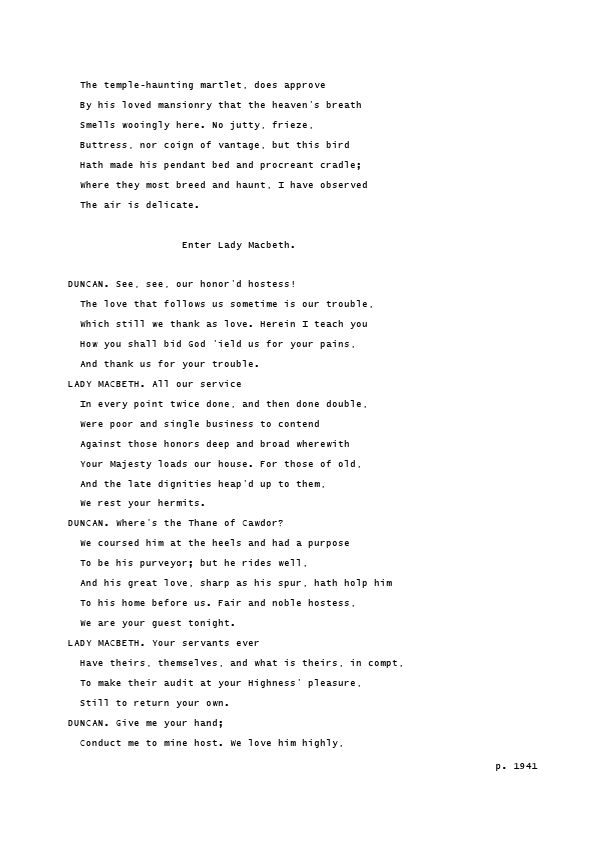 The temple-haunting martlet, does approve
By his loved mansionry that the heaven's breath
Smells wooingly here. No jutty, frieze,
Buttress, nor coign of vantage, but this bird
Hath made his pendant bed and procreant cradle;
Where they most breed and haunt, I have observed
The air is delicate.
Enter Lady Macbeth.
DUNCAN. See, see, our honor'd hostess!
The love that follows us sometime is our trouble,
Which still we thank as love. Herein I teach you
How you shall bid God 'ield us for your pains,
And thank us for your trouble.
LADY MACBETH. All our service
In every point twice done, and then done double,
Were poor and single business to contend
Against those honors deep and broad wherewith
Your Majesty loads our house. For those of old,
And the late dignities heap'd up to them,
We rest your hermits.
DUNCAN. Where's the Thane of Cawdor?
We coursed him at the heels and had a purpose
To be his purveyor; but he rides well,
And his great love, sharp as his spur, hath holp him
To his home before us. Fair and noble hostess,
We are your guest tonight.
LADY MACBETH. Your servants ever
Have theirs, themselves, and what is theirs, in compt,
To make their audit at your Highness' pleasure,
Still to return your own.
DUNCAN. Give me your hand;
Conduct me to mine host. We love him highly,
p. 1941